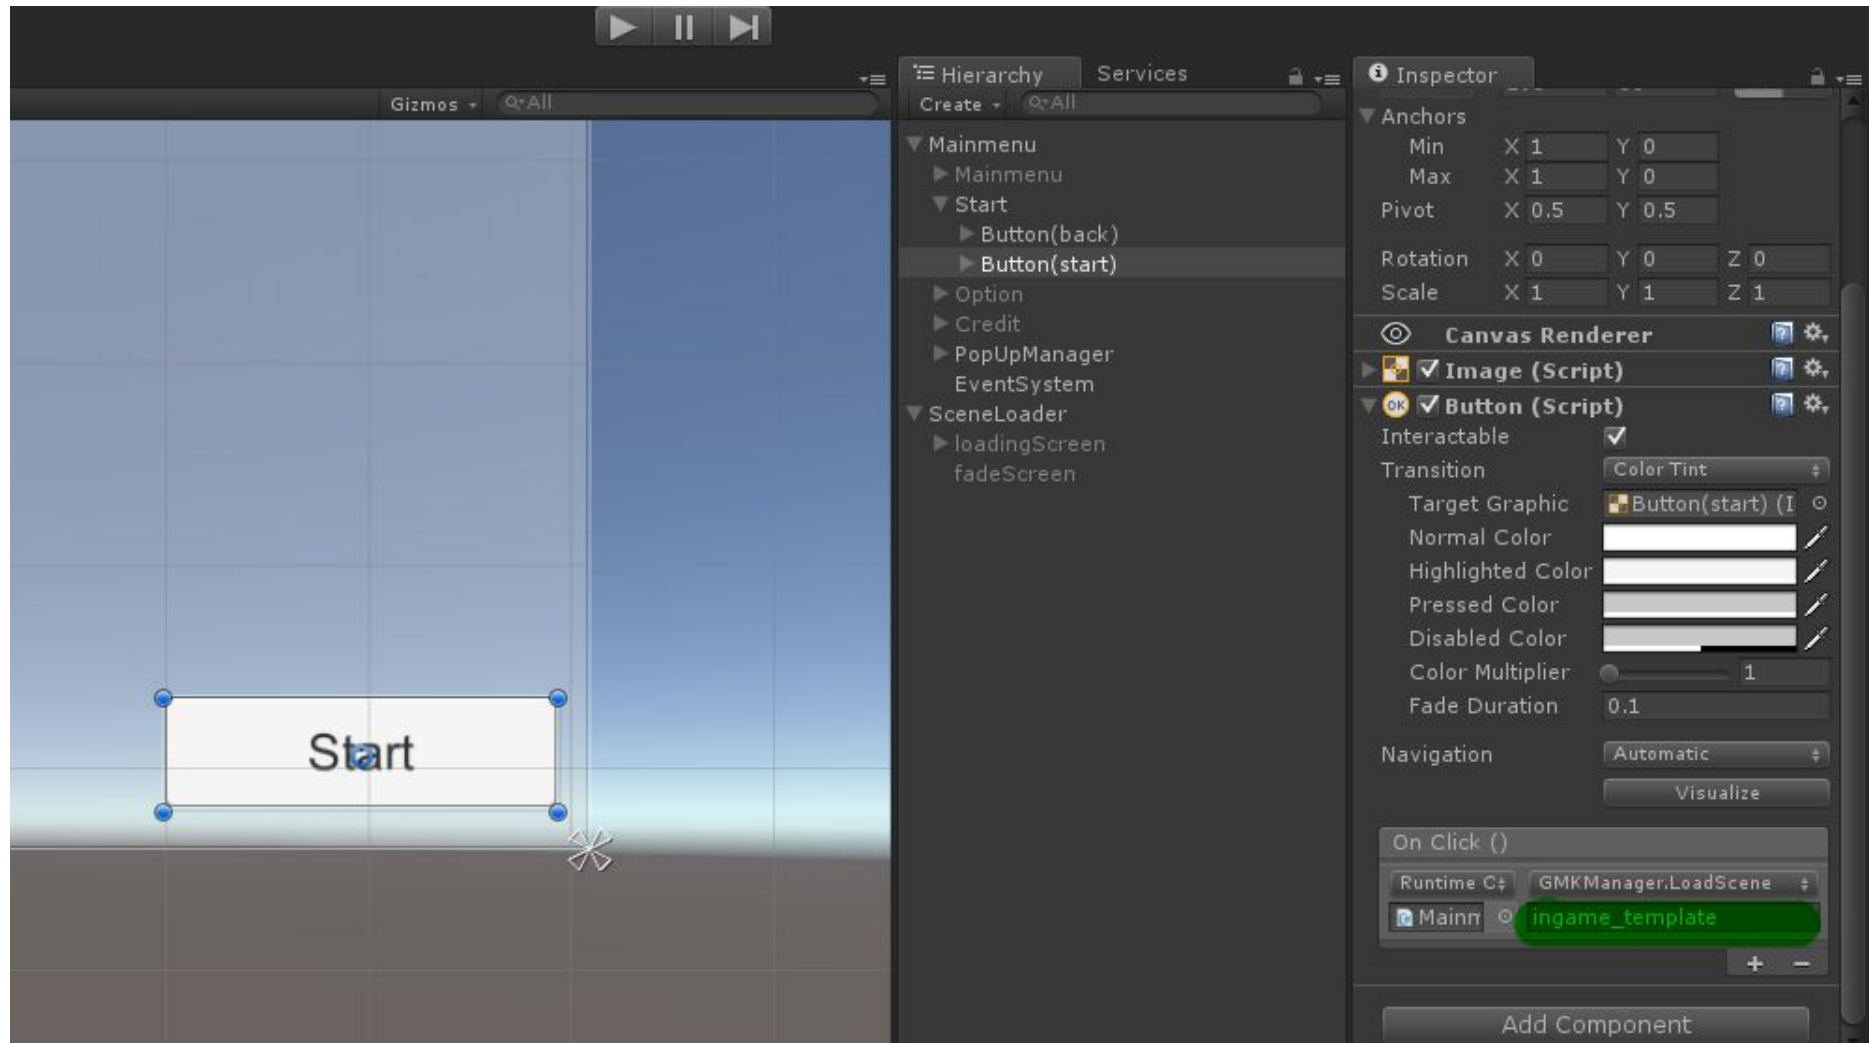 Hierarchy Services
Inspector
Gizmos All
Create All
Mainmenu
Mainmenu
Start
Button(back)
Button(start)
Option
Credit
PopUpManager
EventSystem
SceneLoader
loadingScreen
fadeScreen
Start
Anchors
Min X 1 Y 0
Max X 1 Y 0
Pivot X 0.5 Y 0.5
Rotation X 0 Y 0 Z 0
Scale X 1 Y 1 Z 1
Canvas Renderer
Image (Script)
OK Button (Script)
Interactable
Transition Color Tint
Target Graphic Button(start) (I
Normal Color
Highlighted Color
Pressed Color
Disabled Color
Color Multiplier 1
Fade Duration 0.1
Navigation Automatic
Visualize
On Click ()
Runtime C GMKManager.LoadScene
Mainm ingame_template
+ −
Add Component